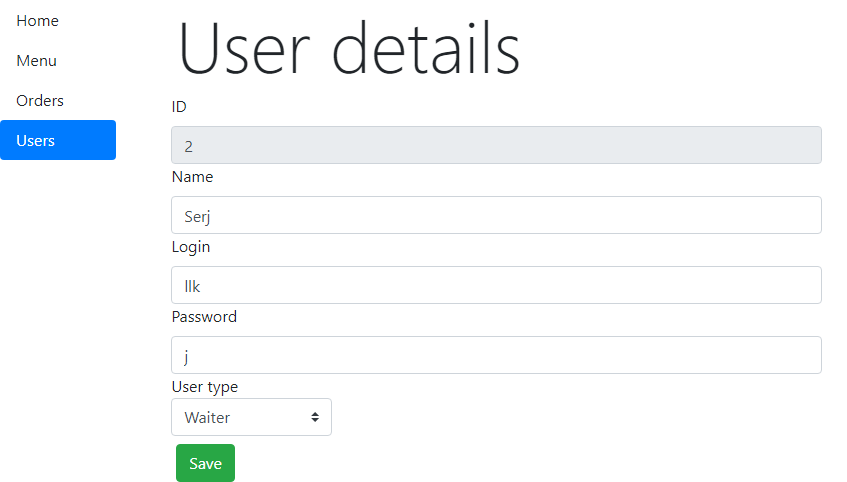 Home
Menu
Orders
Users
User details
ID
2
Name
Serj
Login
llk
Password
j
User type
Waiter
Save